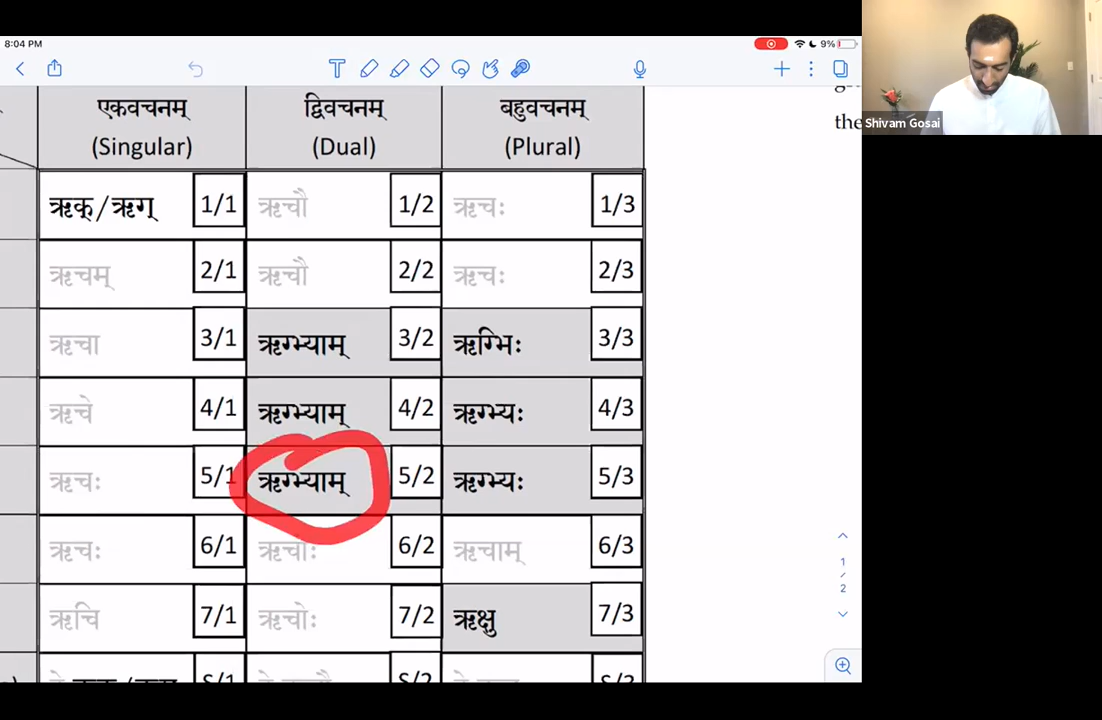 8:04 PM
9%
एकवचनम् द्विवचनम् बहुवचनम्
(Singular) (Dual) (Plural)
ऋक्/ऋग् 1/1 ऋचौ 1/2 ऋचः 1/3
ऋचम् 2/1 ऋचौ 2/2 ऋचः 2/3
ऋचा 3/1 ऋग्भ्याम् 3/2 ऋग्भिः 3/3
ऋचे 4/1 ऋग्भ्याम् 4/2 ऋग्भ्यः 4/3
ऋचः 5/1 ऋग्भ्याम् 5/2 ऋग्भ्यः 5/3
ऋचः 6/1 ऋचोः 6/2 ऋचाम् 6/3
ऋचि 7/1 ऋचोः 7/2 ऋक्षु 7/3
the
Shivam Gosai
1
/
2